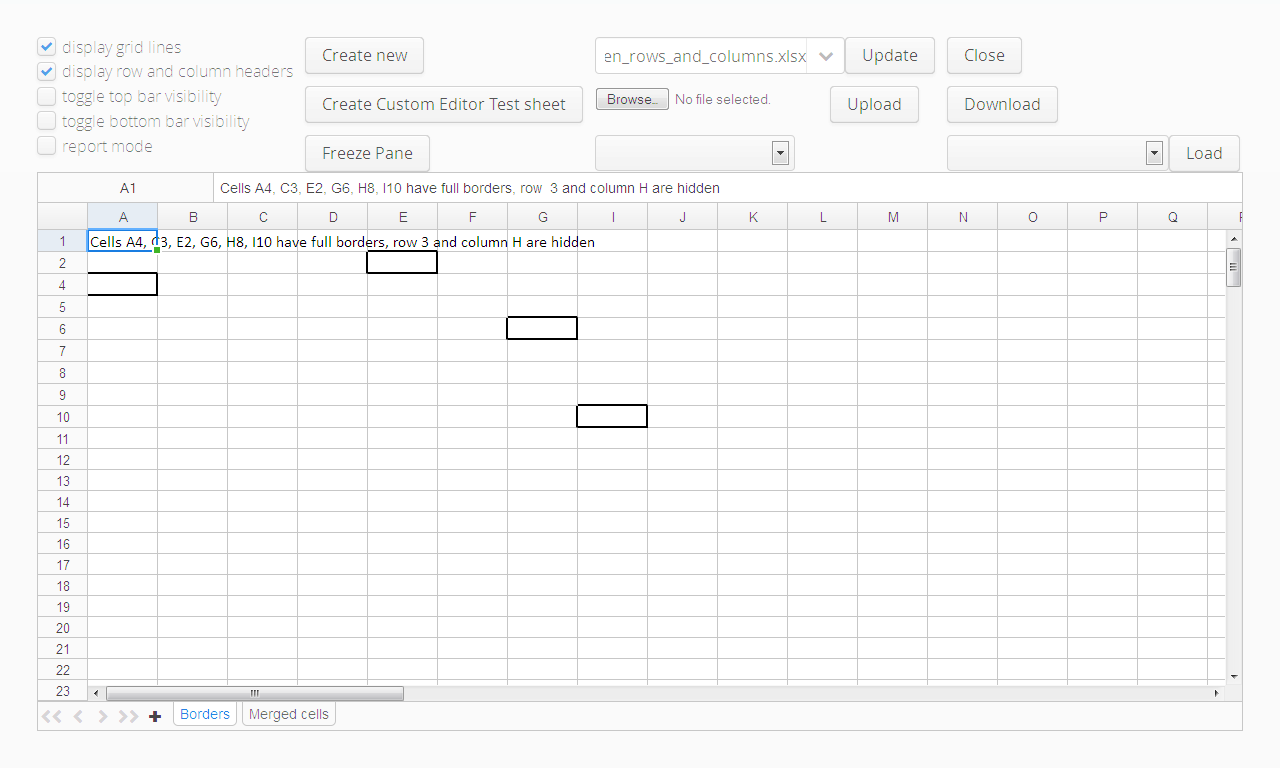 display grid lines
display row and column headers
toggle top bar visibility
toggle bottom bar visibility
report mode
Create new
en_rows_and_columns.xlsx
Update
Close
Create Custom Editor Test sheet
Browse...
No file selected.
Upload
Download
Freeze Pane
Load
A1
Cells A4, C3, E2, G6, H8, I10 have full borders, row  3 and column H are hidden
A B C D E F G I J K L M N O P Q
1 Cells A4, C3, E2, G6, H8, I10 have full borders, row 3 and column H are hidden
2
4
5
6
7
8
9
10
11
12
13
14
15
16
17
18
19
20
21
22
23
Borders
Merged cells